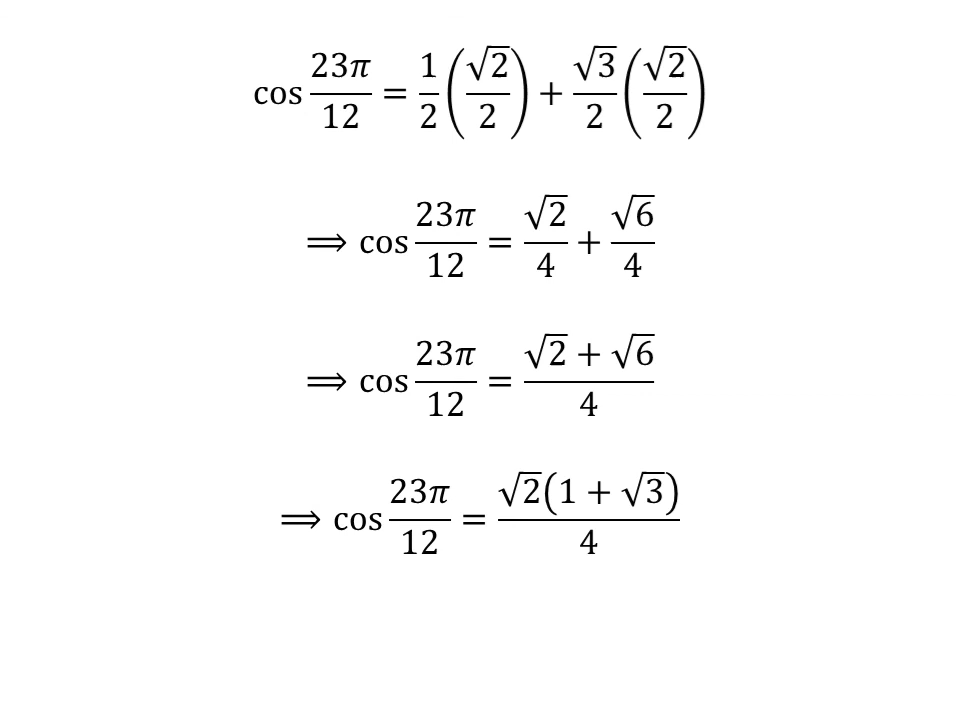 cos 23π/12 = 1/2 (√2/2) + √3/2 (√2/2)
⟹ cos 23π/12 = √2/4 + √6/4
⟹ cos 23π/12 = (√2 + √6)/4
⟹ cos 23π/12 = √2(1 + √3)/4